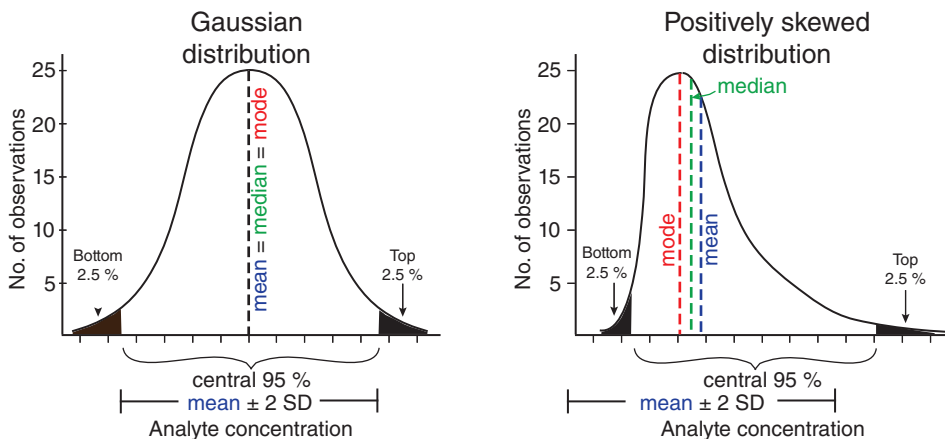 Gaussian
distribution
No. of observations
25
20
15
10
5
Bottom
2.5 %
mean = median = mode
Top
2.5 %
central 95 %
mean ± 2 SD
Analyte concentration
Positively skewed
distribution
No. of observations
25
20
15
10
5
median
mode
mean
Bottom
2.5 %
Top
2.5 %
central 95 %
mean ± 2 SD
Analyte concentration